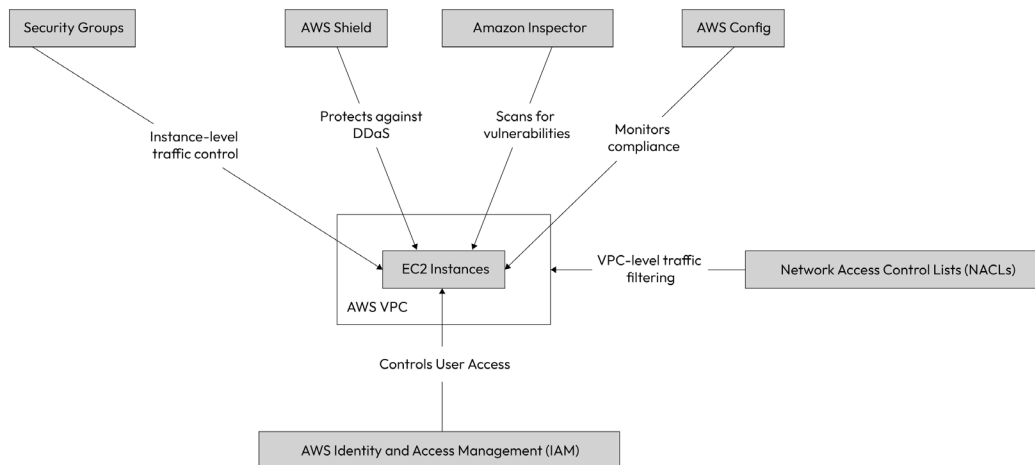 Security Groups
AWS Shield
Amazon Inspector
AWS Config
Protects against
DDaS
Scans for
vulnerabilities
Instance-level
traffic control
Monitors
compliance
EC2 Instances
AWS VPC
VPC-level traffic
filtering
Network Access Control Lists (NACLs)
Controls User Access
AWS Identity and Access Management (IAM)